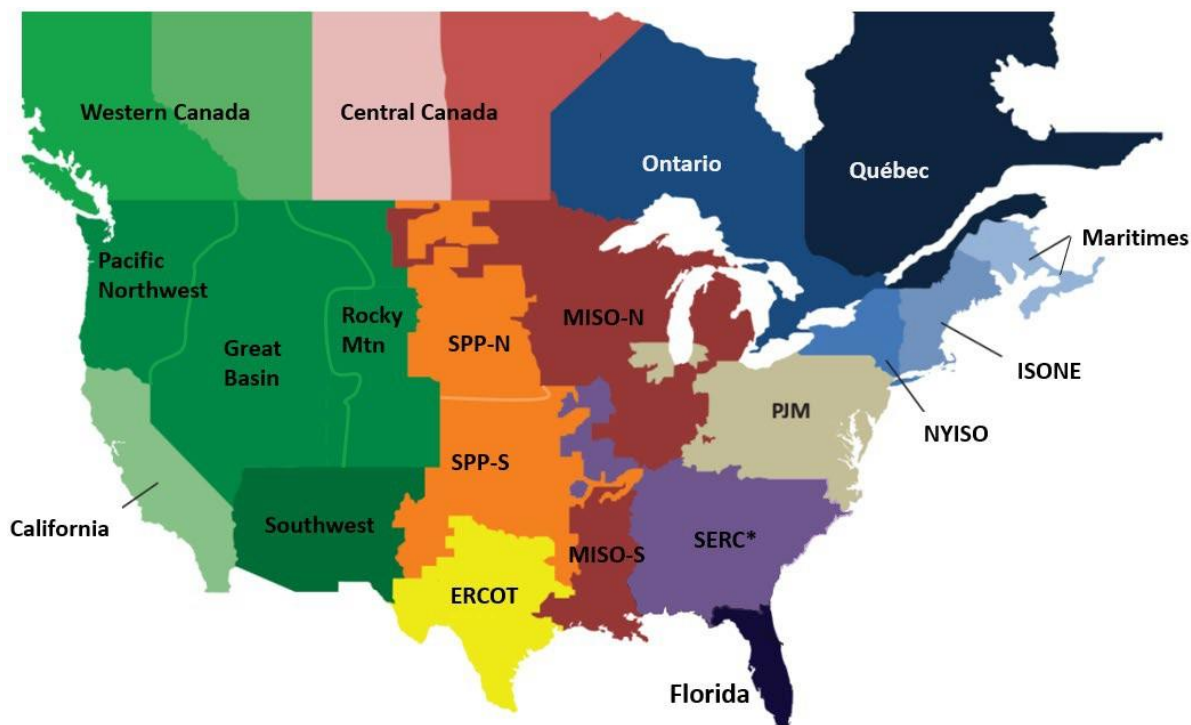 Western Canada
Central Canada
Ontario
Québec
Maritimes
Pacific
Northwest
Rocky
Mtn
Great
Basin
SPP-N
MISO-N
ISONE
PJM
NYISO
SPP-S
California
Southwest
MISO-S
SERC*
ERCOT
Florida